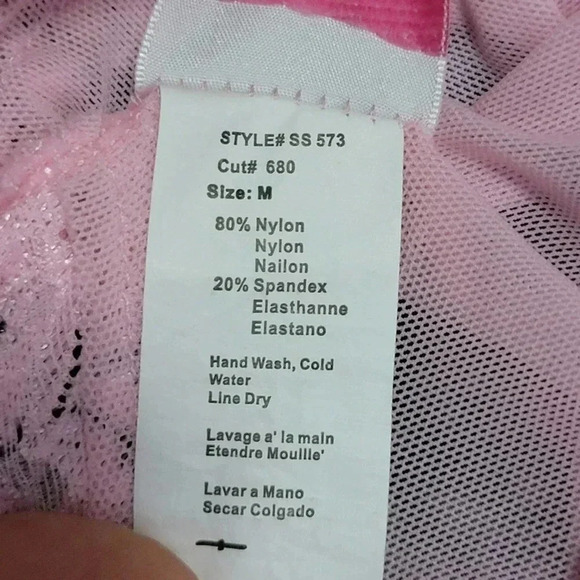 STYLE# SS 573
Cut# 680
Size: M
80% Nylon
Nylon
Nailon
20% Spandex
Elasthanne
Elastano
Hand Wash, Cold
Water
Line Dry
Lavage a' la main
Etendre Mouille'
Lavar a Mano
Secar Colgado